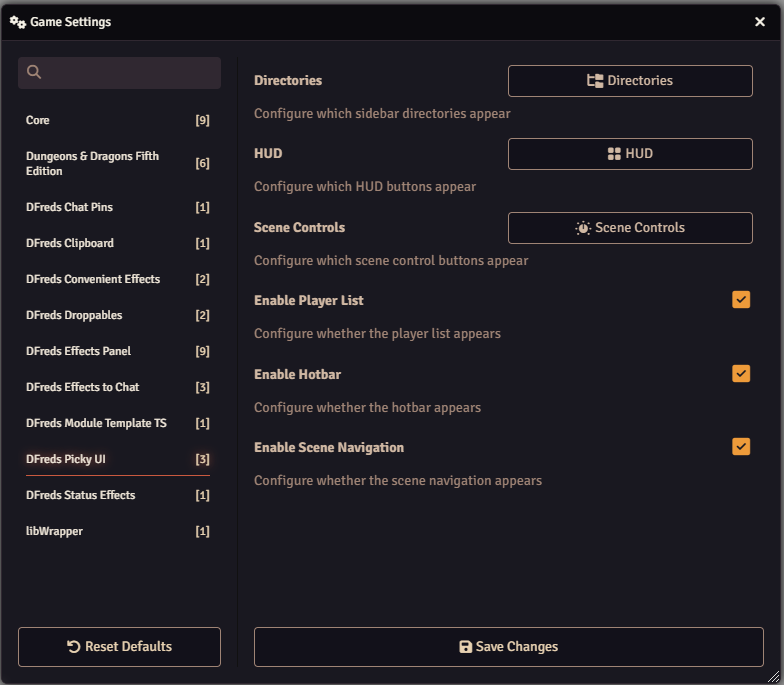 Game Settings
Core [9]
Dungeons & Dragons Fifth
Edition [6]
DFreds Chat Pins [1]
DFreds Clipboard [1]
DFreds Convenient Effects [2]
DFreds Droppables [2]
DFreds Effects Panel [9]
DFreds Effects to Chat [3]
DFreds Module Template TS [1]
DFreds Picky UI [3]
DFreds Status Effects [1]
libWrapper [1]
Reset Defaults
Directories Directories
Configure which sidebar directories appear
HUD HUD
Configure which HUD buttons appear
Scene Controls Scene Controls
Configure which scene control buttons appear
Enable Player List
Configure whether the player list appears
Enable Hotbar
Configure whether the hotbar appears
Enable Scene Navigation
Configure whether the scene navigation appears
Save Changes